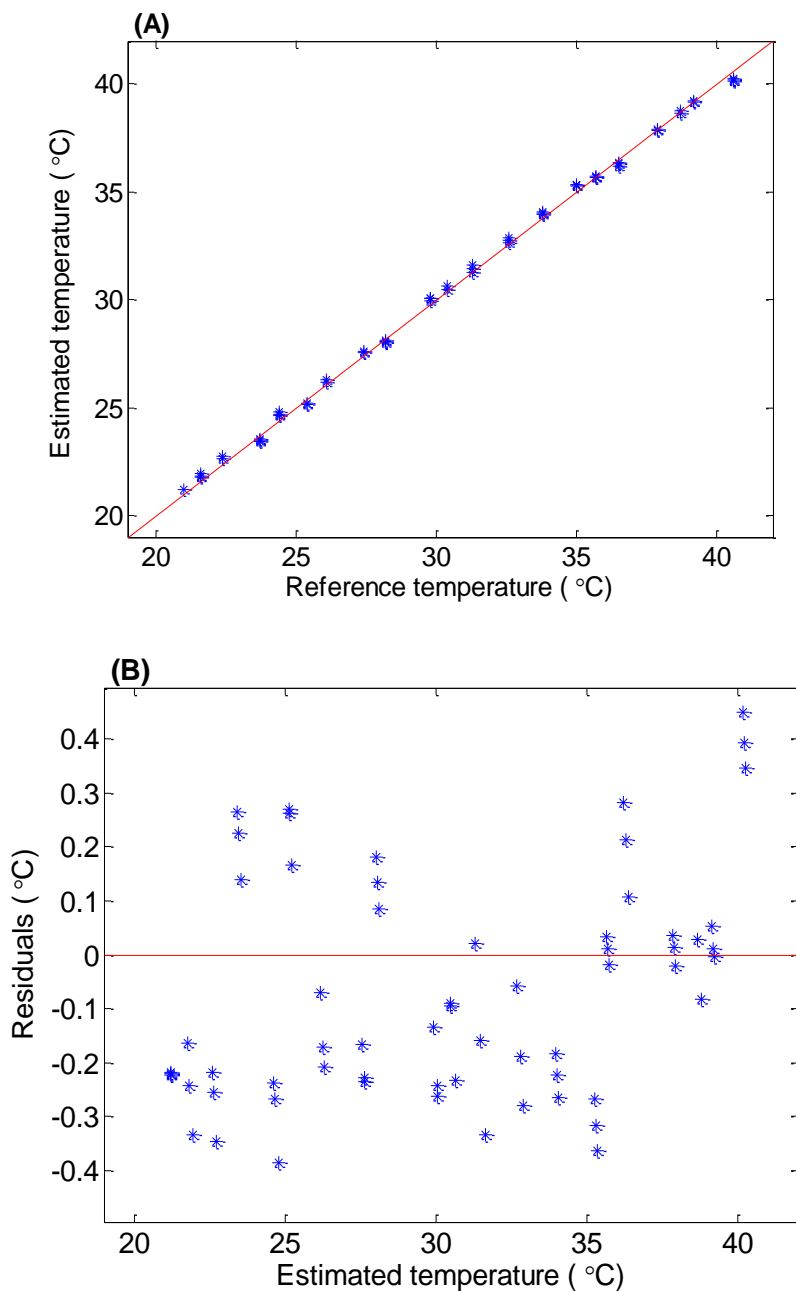 (A)
40
35
30
25
20
Estimated temperature ( °C)
20 25 30 35 40
Reference temperature ( °C)
(B)
0.4
0.3
0.2
0.1
0
-0.1
-0.2
-0.3
-0.4
Residuals ( °C)
20 25 30 35 40
Estimated temperature ( °C)